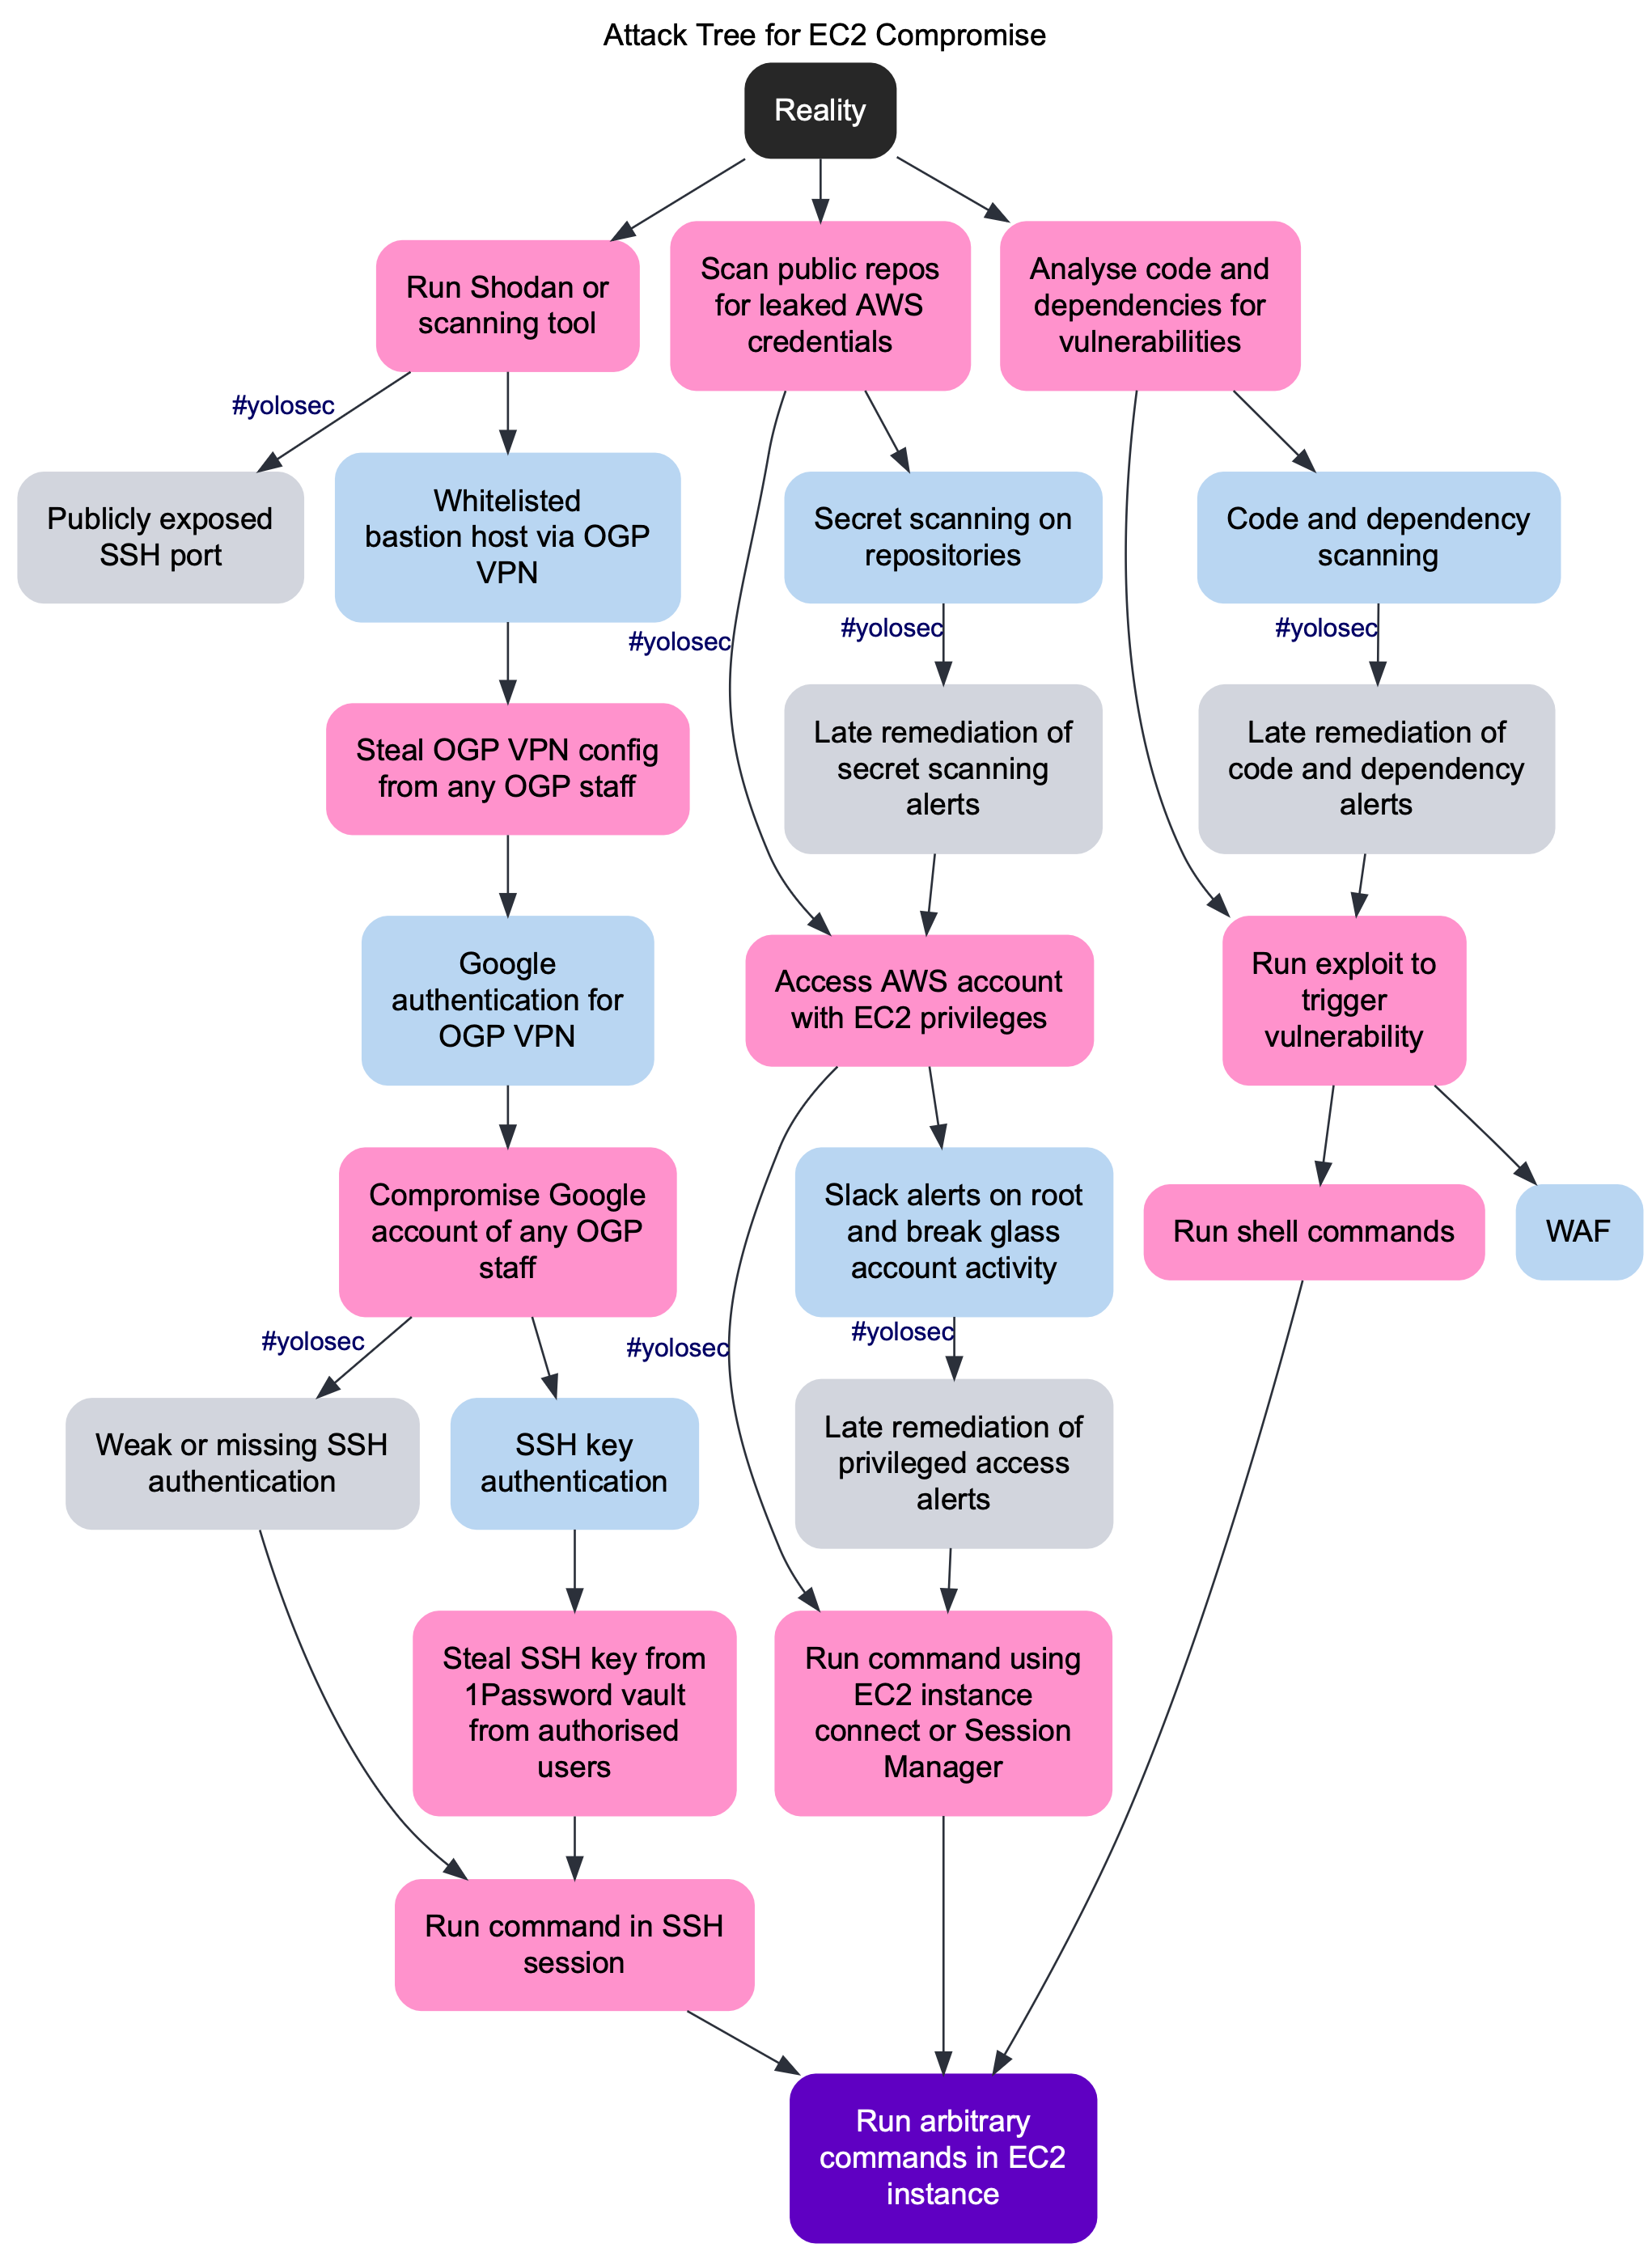 Attack Tree for EC2 Compromise
Reality
Run Shodan or
scanning tool
Scan public repos
for leaked AWS
credentials
Analyse code and
dependencies for
vulnerabilities
#yolosec
Publicly exposed
SSH port
Whitelisted
bastion host via OGP
VPN
Secret scanning on
repositories
Code and dependency
scanning
#yolosec
#yolosec
#yolosec
Steal OGP VPN config
from any OGP staff
Late remediation of
secret scanning
alerts
Late remediation of
code and dependency
alerts
Google
authentication for
OGP VPN
Access AWS account
with EC2 privileges
Run exploit to
trigger
vulnerability
Compromise Google
account of any OGP
staff
Slack alerts on root
and break glass
account activity
Run shell commands
WAF
#yolosec
#yolosec
#yolosec
Weak or missing SSH
authentication
SSH key
authentication
Late remediation of
privileged access
alerts
Steal SSH key from
1Password vault
from authorised
users
Run command using
EC2 instance
connect or Session
Manager
Run command in SSH
session
Run arbitrary
commands in EC2
instance